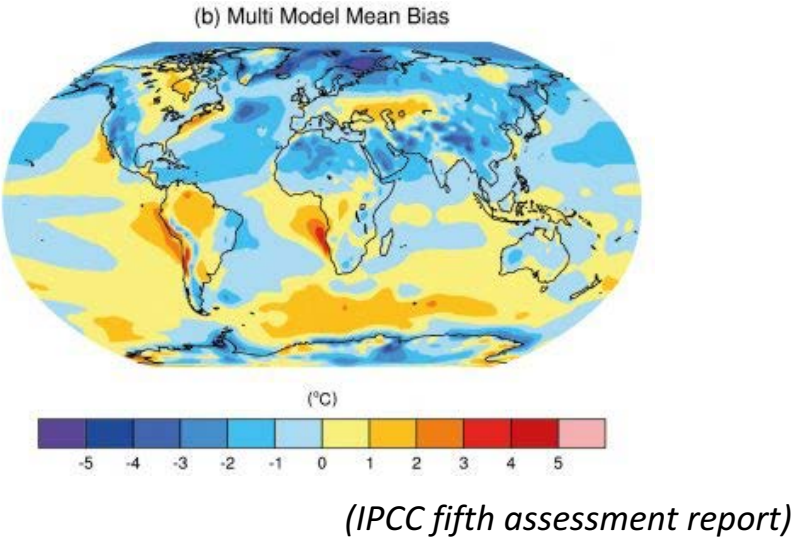 (b) Multi Model Mean Bias
(°C)
-5 -4 -3 -2 -1 0 1 2 3 4 5
(IPCC fifth assessment report)